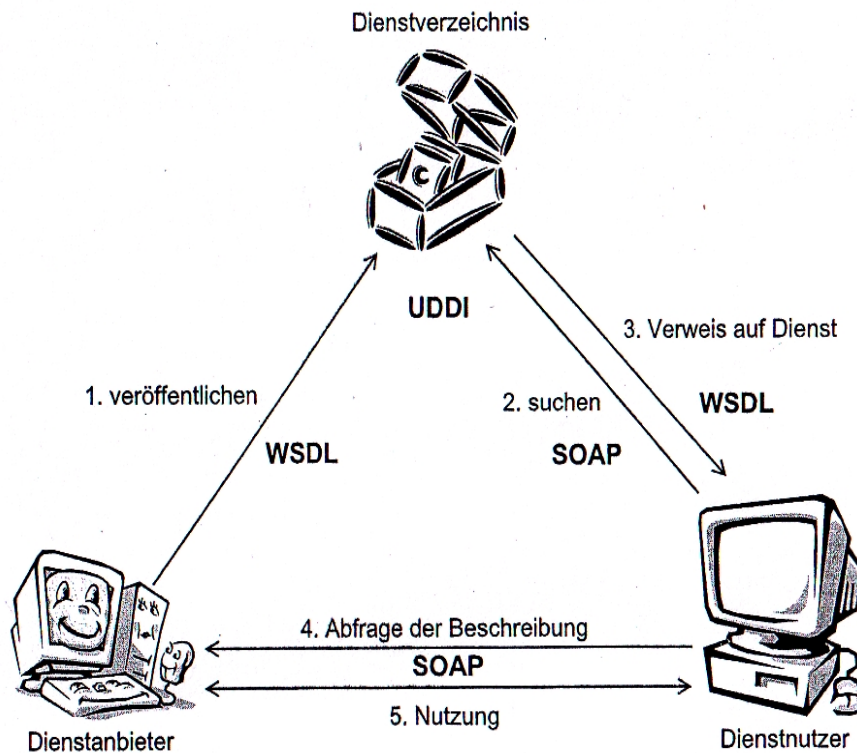 Dienstverzeichnis
UDDI
3. Verweis auf Dienst
1. veröffentlichen
2. suchen
WSDL
WSDL
SOAP
4. Abfrage der Beschreibung
SOAP
5. Nutzung
Dienstanbieter
Dienstnutzer